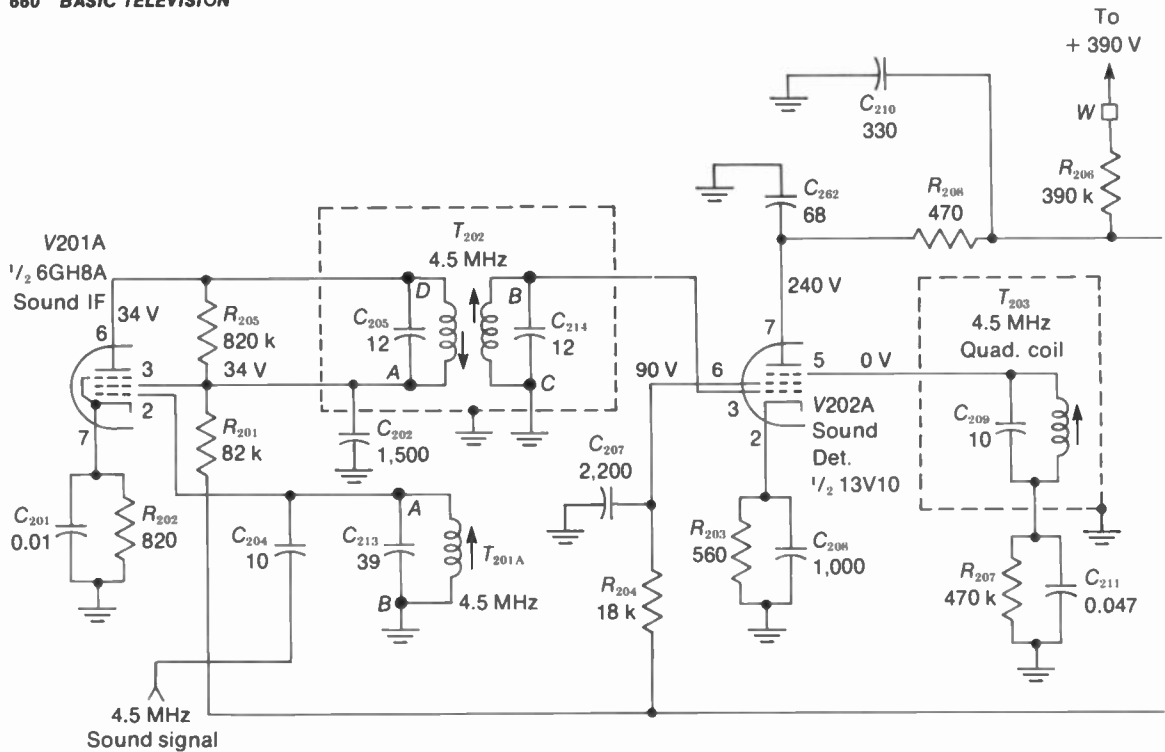 660 BASIC TELEVISION
To
+ 390 V
W
R206
390 k
C210
330
C262
68
R208
470
T202
4.5 MHz
V201A
1/2 6GH8A
Sound IF
34 V
6
3
2
7
R205
820 k
34 V
D
B
C205
12
C214
12
A
C
R201
82 k
C202
1,500
240 V
7
5
0 V
90 V
6
3
2
V202A
Sound
Det.
1/2 13V10
T203
4.5 MHz
Quad. coil
C209
10
C207
2,200
C201
0.01
R202
820
C204
10
C213
39
A
B
T201A
4.5 MHz
R204
18 k
R203
560
C208
1,000
R207
470 k
C211
0.047
4.5 MHz
Sound signal